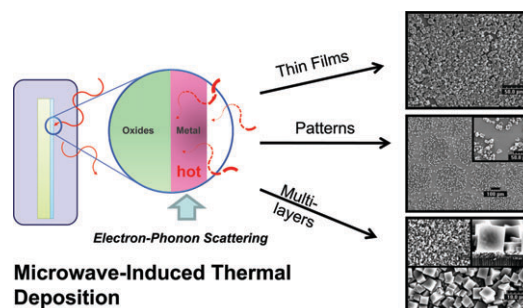 Thin Films
Oxides
Metal
Patterns
hot
Multi-
layers
Electron-Phonon Scattering
Microwave-Induced Thermal
Deposition